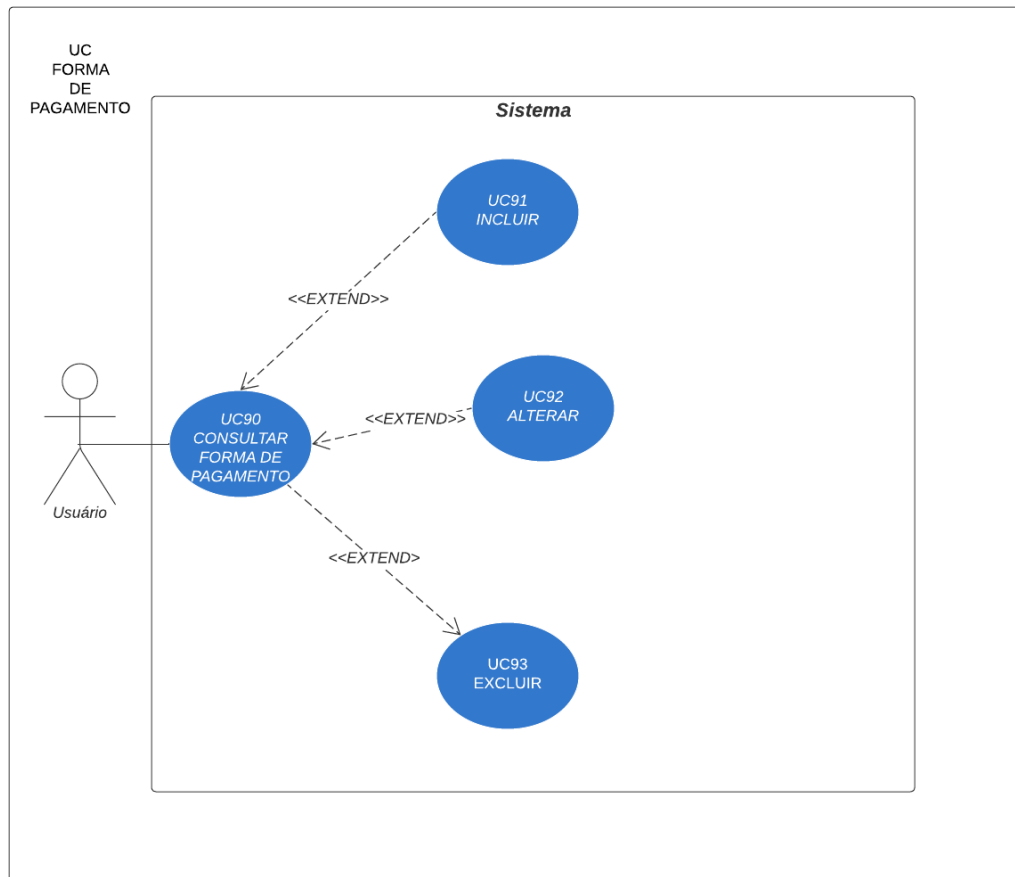 UC
FORMA
DE
PAGAMENTO
Sistema
UC91
INCLUIR
<<EXTEND>>
UC92
ALTERAR
<<EXTEND>>
UC90
CONSULTAR
FORMA DE
PAGAMENTO
Usuário
<<EXTEND>
UC93
EXCLUIR